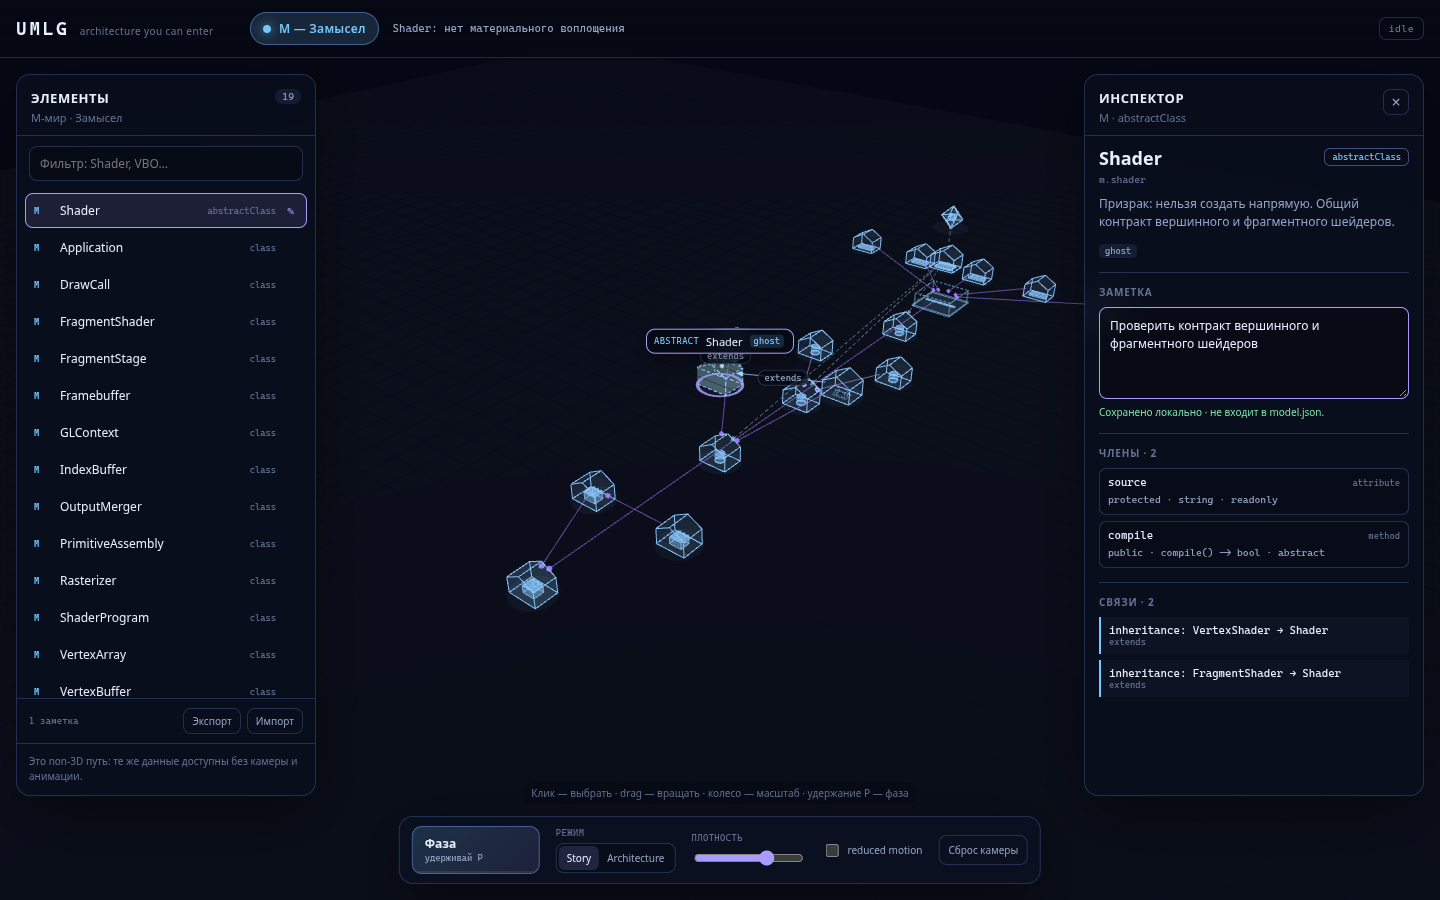 UMLG
architecture you can enter
M — Замысел
Shader: нет материального воплощения
idle
ЭЛЕМЕНТЫ
19
M-мир · Замысел
Фильтр: Shader, VBO…
M Shader abstractClass ✎
M Application class
M DrawCall class
M FragmentShader class
M FragmentStage class
M Framebuffer class
M GLContext class
M IndexBuffer class
M OutputMerger class
M PrimitiveAssembly class
M Rasterizer class
M ShaderProgram class
M VertexArray class
M VertexBuffer class
1 заметка
Экспорт
Импорт
Это non-3D путь: те же данные доступны без камеры и
анимации.
ABSTRACT Shader ghost
extends
extends
Клик — выбрать · drag — вращать · колесо — масштаб · удержание P — фаза
Фаза
удерживай P
РЕЖИМ
Story
Architecture
ПЛОТНОСТЬ
reduced motion
Сброс камеры
ИНСПЕКТОР
M · abstractClass
×
Shader
abstractClass
m.shader
Призрак: нельзя создать напрямую. Общий
контракт вершинного и фрагментного шейдеров.
ghost
ЗАМЕТКА
Проверить контракт вершинного и
фрагментного шейдеров
Сохранено локально · не входит в model.json.
ЧЛЕНЫ · 2
source attribute
protected · string · readonly
compile method
public · compile() → bool · abstract
СВЯЗИ · 2
inheritance: VertexShader → Shader
extends
inheritance: FragmentShader → Shader
extends